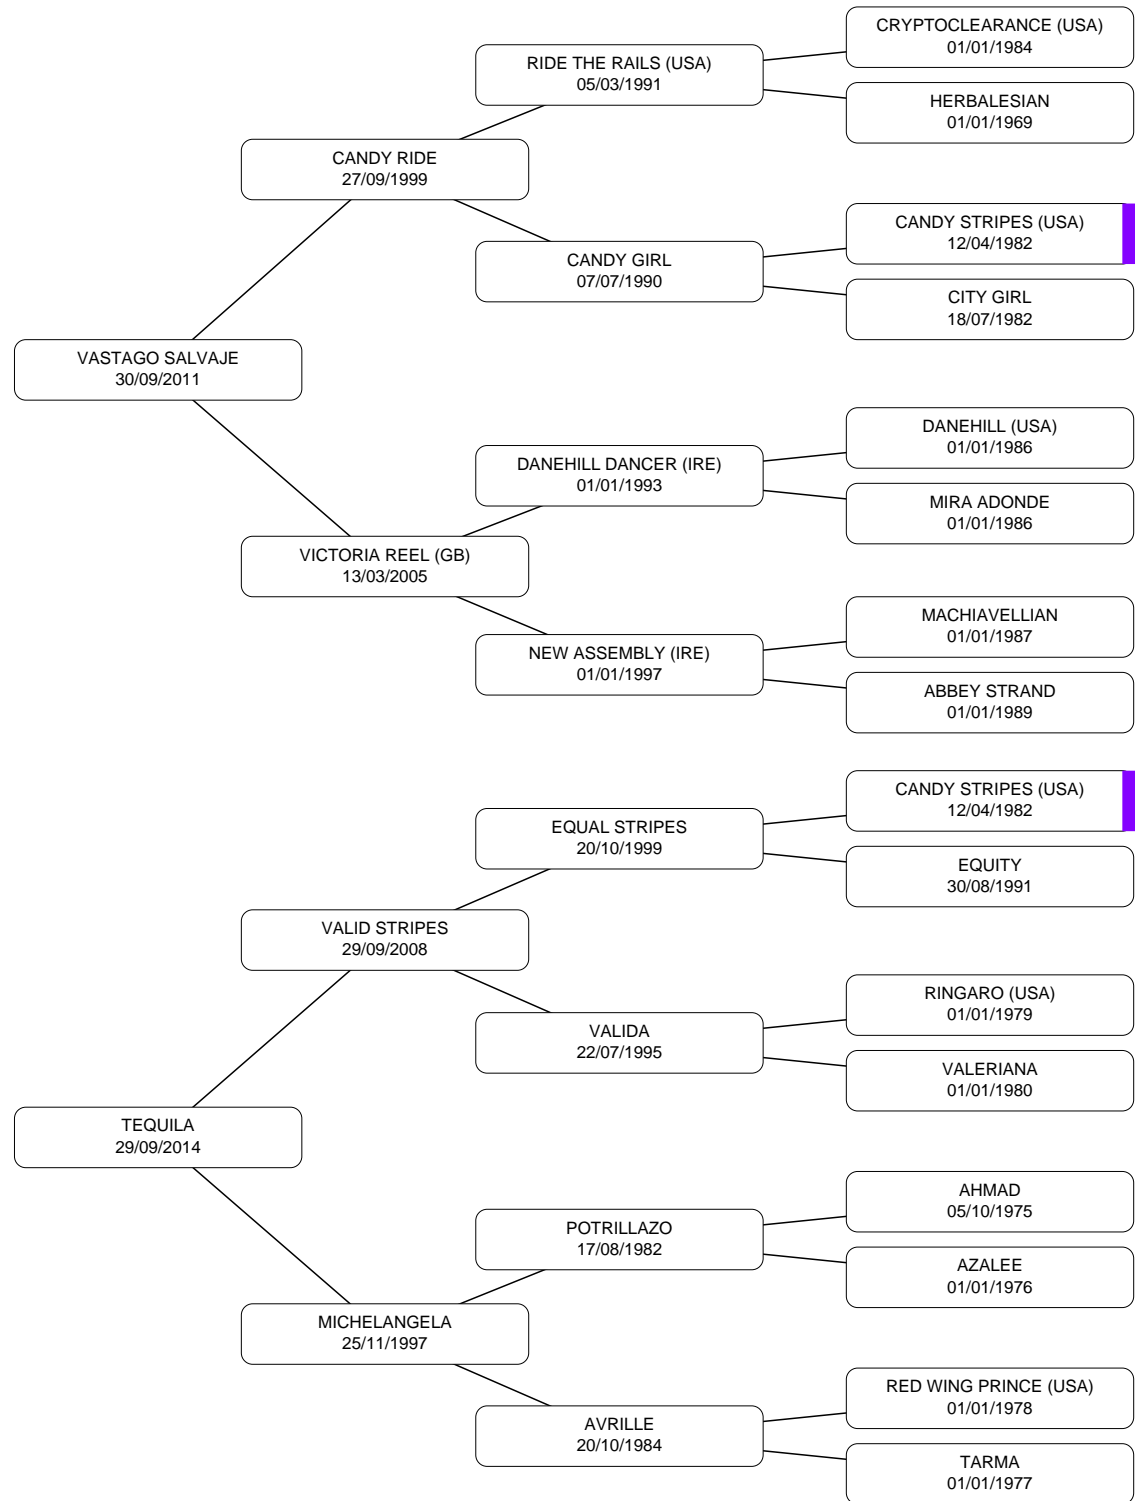 CRYPTOCLEARANCE (USA)
01/01/1984
RIDE THE RAILS (USA)
05/03/1991
HERBALESIAN
01/01/1969
CANDY RIDE
27/09/1999
CANDY STRIPES (USA)
12/04/1982
CANDY GIRL
07/07/1990
CITY GIRL
18/07/1982
VASTAGO SALVAJE
30/09/2011
DANEHILL (USA)
01/01/1986
DANEHILL DANCER (IRE)
01/01/1993
MIRA ADONDE
01/01/1986
VICTORIA REEL (GB)
13/03/2005
MACHIAVELLIAN
01/01/1987
NEW ASSEMBLY (IRE)
01/01/1997
ABBEY STRAND
01/01/1989
CANDY STRIPES (USA)
12/04/1982
EQUAL STRIPES
20/10/1999
EQUITY
30/08/1991
VALID STRIPES
29/09/2008
RINGARO (USA)
01/01/1979
VALIDA
22/07/1995
VALERIANA
01/01/1980
TEQUILA
29/09/2014
AHMAD
05/10/1975
POTRILLAZO
17/08/1982
AZALEE
01/01/1976
MICHELANGELA
25/11/1997
RED WING PRINCE (USA)
01/01/1978
AVRILLE
20/10/1984
TARMA
01/01/1977